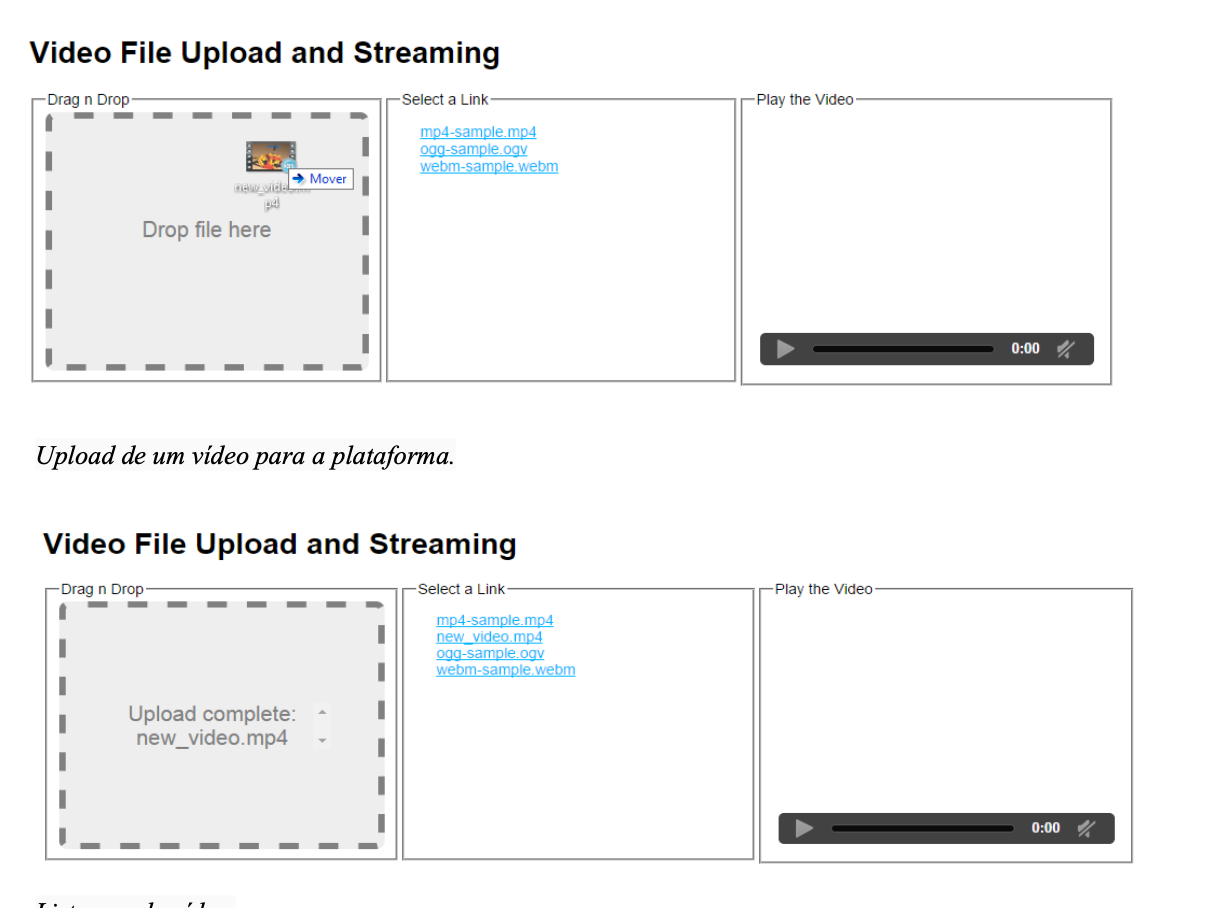 Video File Upload and Streaming
Drag n Drop
Mover
Drop file here
Select a Link
mp4-sample.mp4
ogg-sample.ogv
webm-sample.webm
Play the Video
0:00
Upload de um vídeo para a plataforma.
Video File Upload and Streaming
Drag n Drop
Upload complete:
new_video.mp4
Select a Link
mp4-sample.mp4
new_video.mp4
ogg-sample.ogv
webm-sample.webm
Play the Video
0:00